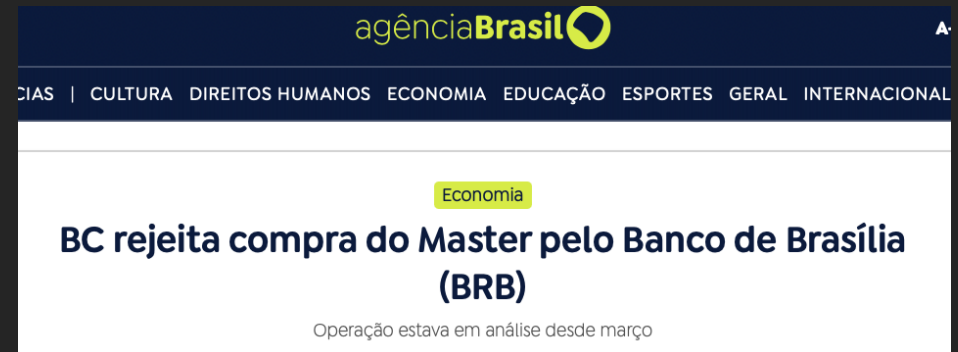 agênciaBrasil
A-
CIAS | CULTURA DIREITOS HUMANOS ECONOMIA EDUCAÇÃO ESPORTES GERAL INTERNACIONAL
Economia
BC rejeita compra do Master pelo Banco de Brasília
(BRB)
Operação estava em análise desde março